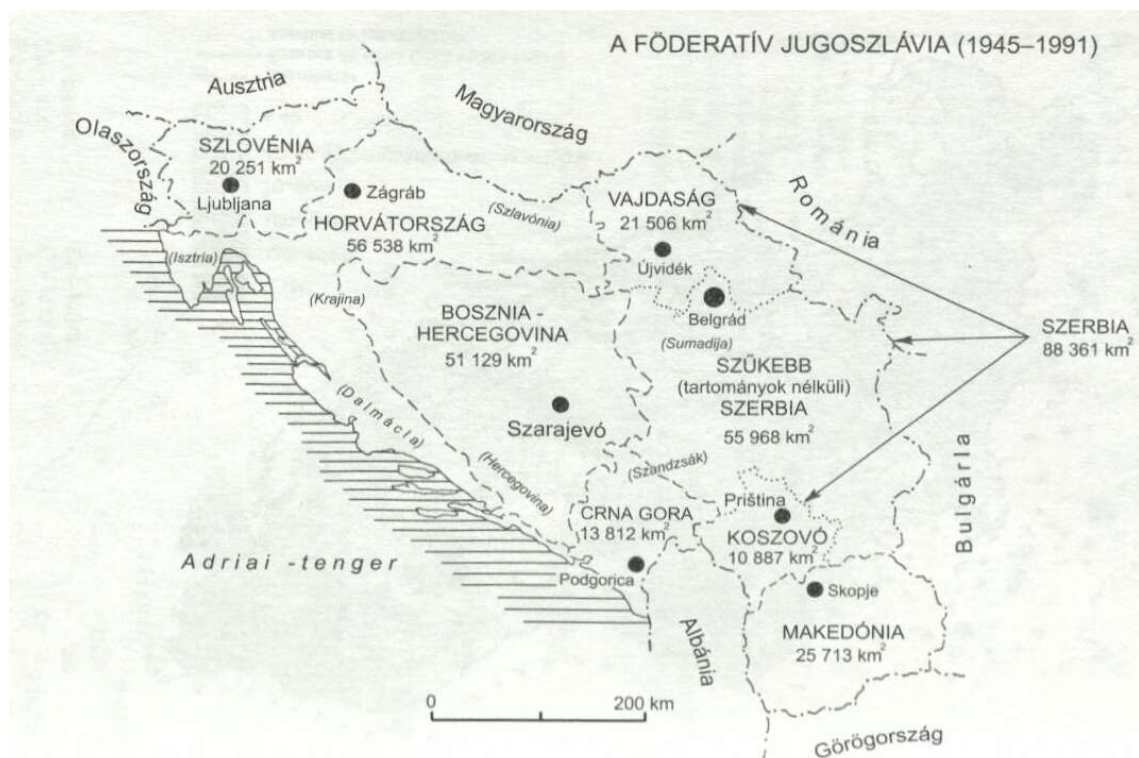 A FÖDERATÍV JUGOSZLÁVIA (1945–1991)
Ausztria
Magyarország
Olaszország
SZLOVÉNIA
20 251 km²
Ljubljana
Zágráb
HORVÁTORSZÁG
56 538 km²
(Szlavónia)
VAJDASÁG
21 506 km²
Újvidék
Románia
(Isztria)
(Krajina)
BOSZNIA -
HERCEGOVINA
51 129 km²
Szarajevó
Belgrád
(Sumadija)
SZŰKEBB
(tartományok nélküli)
SZERBIA
55 968 km²
SZERBIA
88 361 km²
(Dalmácia)
(Hercegovina)
(Szandzsák)
CRNA GORA
13 812 km²
Podgorica
Priština
KOSZOVÓ
10 887 km²
Bulgárla
Adriai - tenger
Skopje
MAKEDÓNIA
25 713 km²
Albánia
0 200 km
Görögország